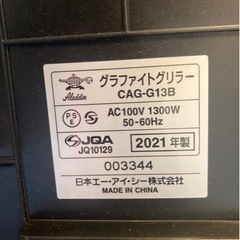 Aladdin
グラファイトグリラー
CAG-G13B
PSE
AC100V 1300W
50-60Hz
JQA
JQ10129
2021年製
003344
日本エー・アイ・シー株式会社
MADE IN CHINA